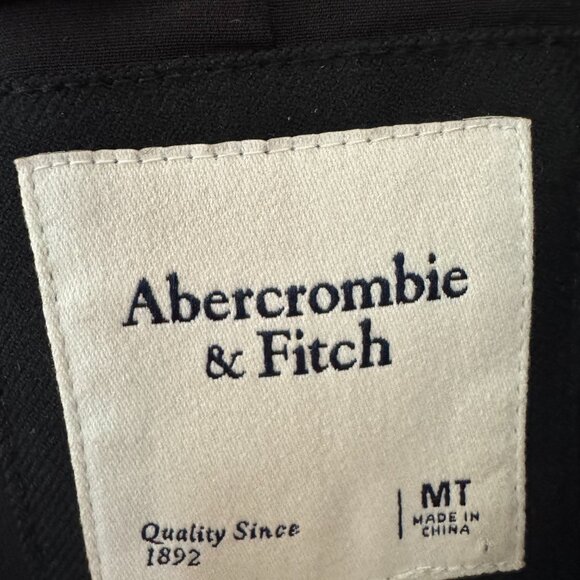 Abercrombie
& Fitch
Quality Since
1892
MT
MADE IN
CHINA